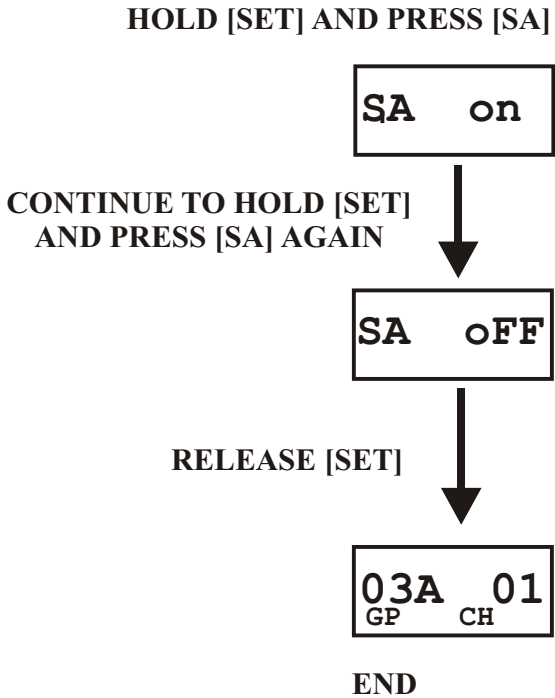 HOLD [SET] AND PRESS [SA]
SA on
CONTINUE TO HOLD [SET]
AND PRESS [SA] AGAIN
SA oFF
RELEASE [SET]
03A 01
GP CH
END